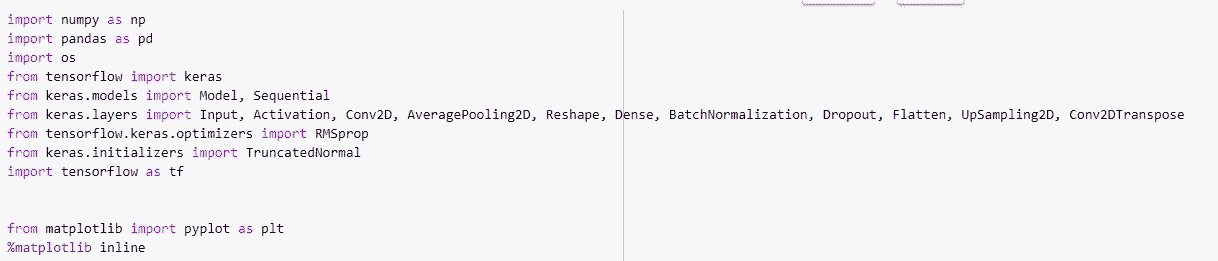 import numpy as np
import pandas as pd
import os
from tensorflow import keras
from keras.models import Model, Sequential
from keras.layers import Input, Activation, Conv2D, AveragePooling2D, Reshape, Dense, BatchNormalization, Dropout, Flatten, UpSampling2D, Conv2DTranspose
from tensorflow.keras.optimizers import RMSprop
from keras.initializers import TruncatedNormal
import tensorflow as tf
from matplotlib import pyplot as plt
%matplotlib inline